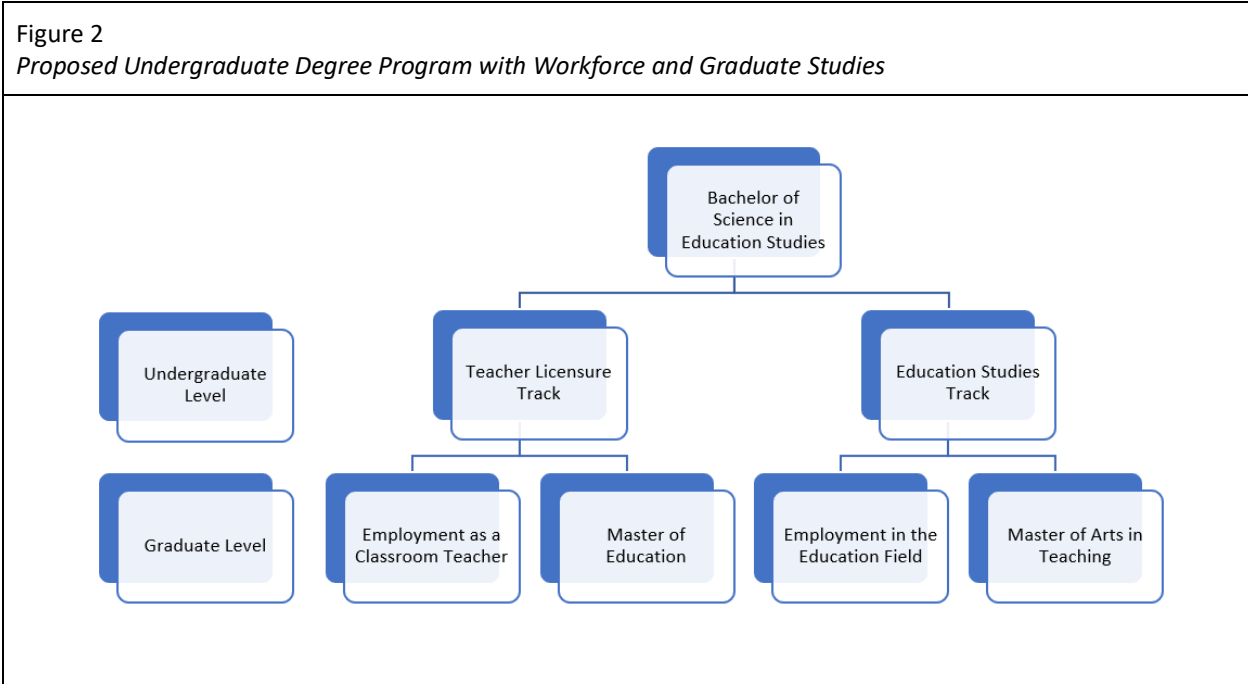 Figure 2
Proposed Undergraduate Degree Program with Workforce and Graduate Studies
Bachelor of
Science in
Education Studies
Undergraduate
Level
Teacher Licensure
Track
Education Studies
Track
Graduate Level
Employment as a
Classroom Teacher
Master of
Education
Employment in the
Education Field
Master of Arts in
Teaching